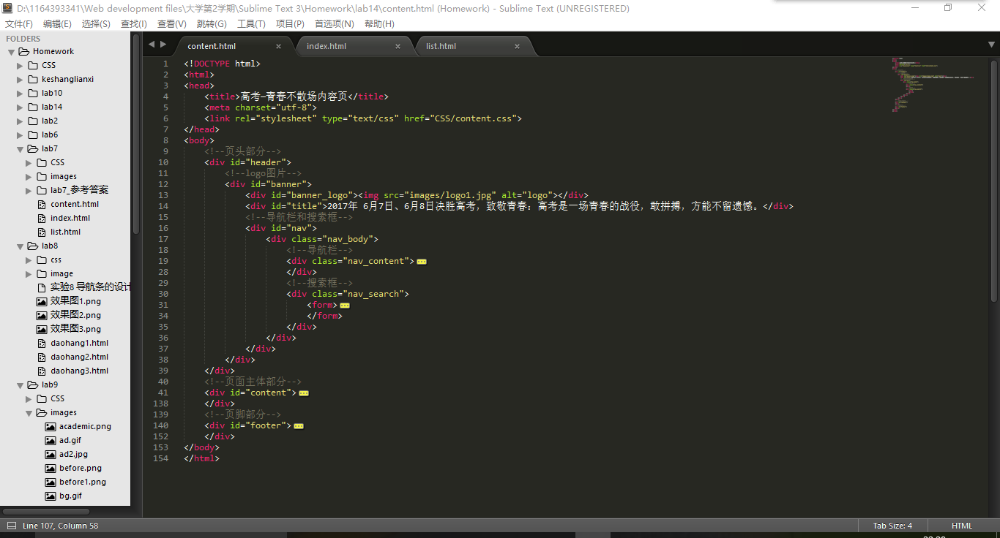 D:\1164393341\Web development files\大学第2学期\Sublime Text 3\Homework\lab14\content.html (Homework) - Sublime Text (UNREGISTERED)
文件(F) 编辑(E) 选择(S) 查找(I) 查看(V) 跳转(G) 工具(T) 项目(P) 首选项(N) 帮助(H)
FOLDERS
Homework
CSS
keshanglianxi
lab10
lab14
lab2
lab6
lab7
CSS
images
lab7_参考答案
content.html
index.html
list.html
lab8
css
image
实验8 导航条的设计
效果图1.png
效果图2.png
效果图3.png
daohang1.html
daohang2.html
daohang3.html
lab9
CSS
images
academic.png
ad.gif
ad2.jpg
before.png
before1.png
bg.gif
content.html index.html list.html
1 <!DOCTYPE html>
2 <html>
3 <head>
4 <title>高考—青春不散场内容页</title>
5 <meta charset="utf-8">
6 <link rel="stylesheet" type="text/css" href="CSS/content.css">
7 </head>
8 <body>
9 <!--页头部分-->
10 <div id="header">
11 <!--logo图片-->
12 <div id="banner">
13 <div id="banner_logo"><img src="images/logo1.jpg" alt="logo"></div>
14 <div id="title">2017年 6月7日、6月8日决胜高考，致敬青春：高考是一场青春的战役，敢拼搏，方能不留遗憾。</div>
15 <!--导航栏和搜索框-->
16 <div id="nav">
17 <div class="nav_body">
18 <!--导航栏-->
19 <div class="nav_content">
28 </div>
29 <!--搜索框-->
30 <div class="nav_search">
31 <form>
34 </form>
35 </div>
36 </div>
37 </div>
38 </div>
39 </div>
40 <!--页面主体部分-->
41 <div id="content">
138 </div>
139 <!--页脚部分-->
140 <div id="footer">
152 </div>
153 </body>
154 </html>
Line 107, Column 58 Tab Size: 4 HTML